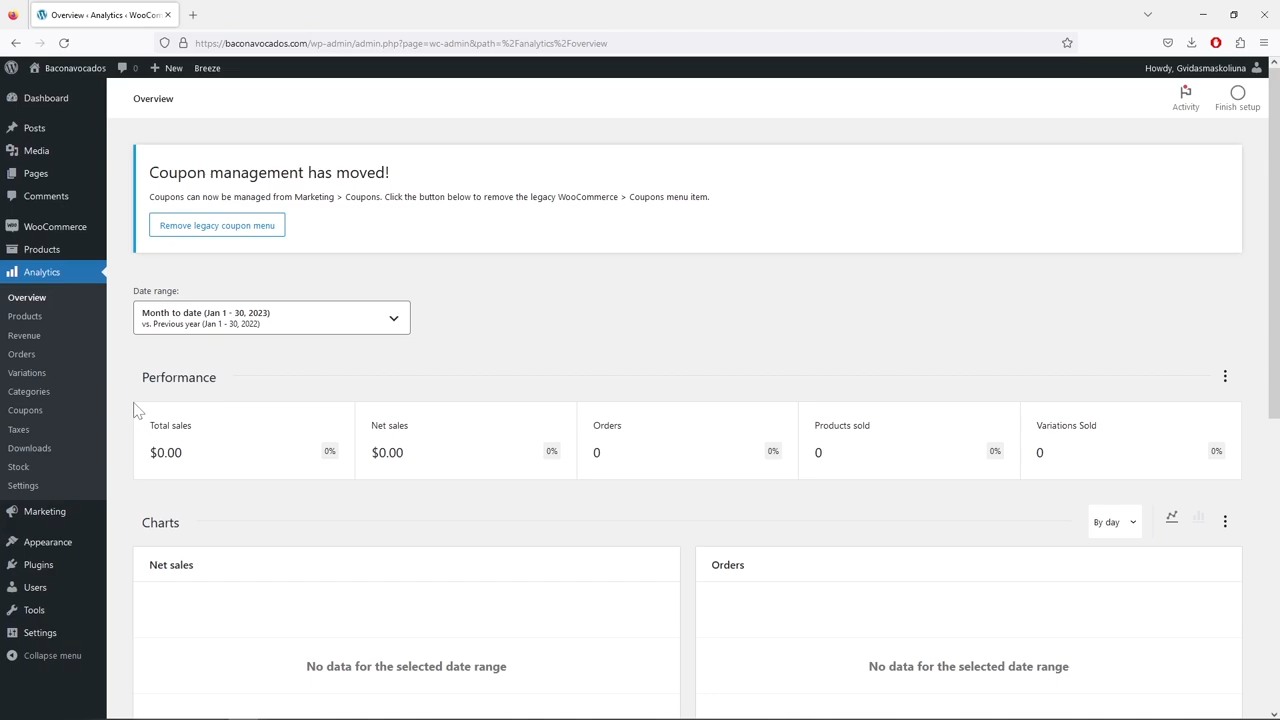 Overview ‹ Analytics ‹ WooCom
https://baconavocados.com/wp-admin/admin.php?page=wc-admin&path=%2Fanalytics%2Foverview
Baconavocados
0
New
Breeze
Howdy, Gvidasmaskoliuna
Dashboard
Posts
Media
Pages
Comments
WooCommerce
Products
Analytics
Overview
Products
Revenue
Orders
Variations
Categories
Coupons
Taxes
Downloads
Stock
Settings
Marketing
Appearance
Plugins
Users
Tools
Settings
Collapse menu
Overview
Activity
Finish setup
Coupon management has moved!
Coupons can now be managed from Marketing > Coupons. Click the button below to remove the legacy WooCommerce > Coupons menu item.
Remove legacy coupon menu
Date range:
Month to date (Jan 1 - 30, 2023)
vs. Previous year (Jan 1 - 30, 2022)
Performance
Total sales
$0.00
0%
Net sales
$0.00
0%
Orders
0
0%
Products sold
0
0%
Variations Sold
0
0%
Charts
By day
Net sales
No data for the selected date range
Orders
No data for the selected date range